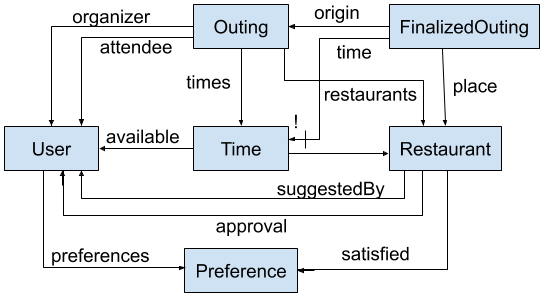 organizer
Outing
origin
FinalizedOuting
attendee
time
times
restaurants
place
!
User
available
Time
Restaurant
suggestedBy
approval
preferences
satisfied
Preference